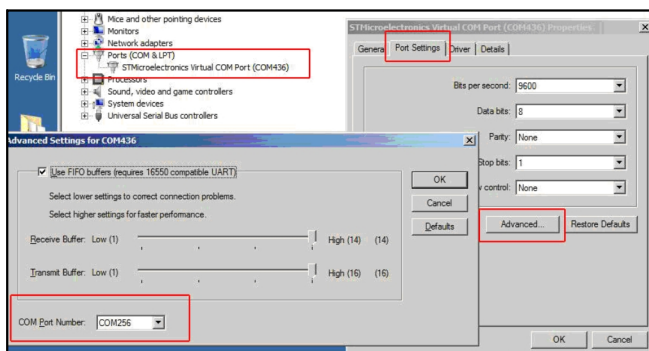 Mice and other pointing devices
Monitors
Network adapters
Ports (COM & LPT)
STMicroelectronics Virtual COM Port (COM436)
Processors
Sound, video and game controllers
System devices
Universal Serial Bus controllers
Recycle Bin
STMicroelectronics Virtual COM Port (COM436) Properties
General Port Settings Driver Details
Bits per second: 9600
Data bits: 8
Parity: None
Stop bits: 1
w control: None
Advanced... Restore Defaults
OK Cancel
Advanced Settings for COM436
Use FIFO buffers (requires 16550 compatible UART)
Select lower settings to correct connection problems.
Select higher settings for faster performance.
Receive Buffer: Low (1) High (14) (14)
Transmit Buffer: Low (1) High (16) (16)
COM Port Number: COM256
OK
Cancel
Defaults